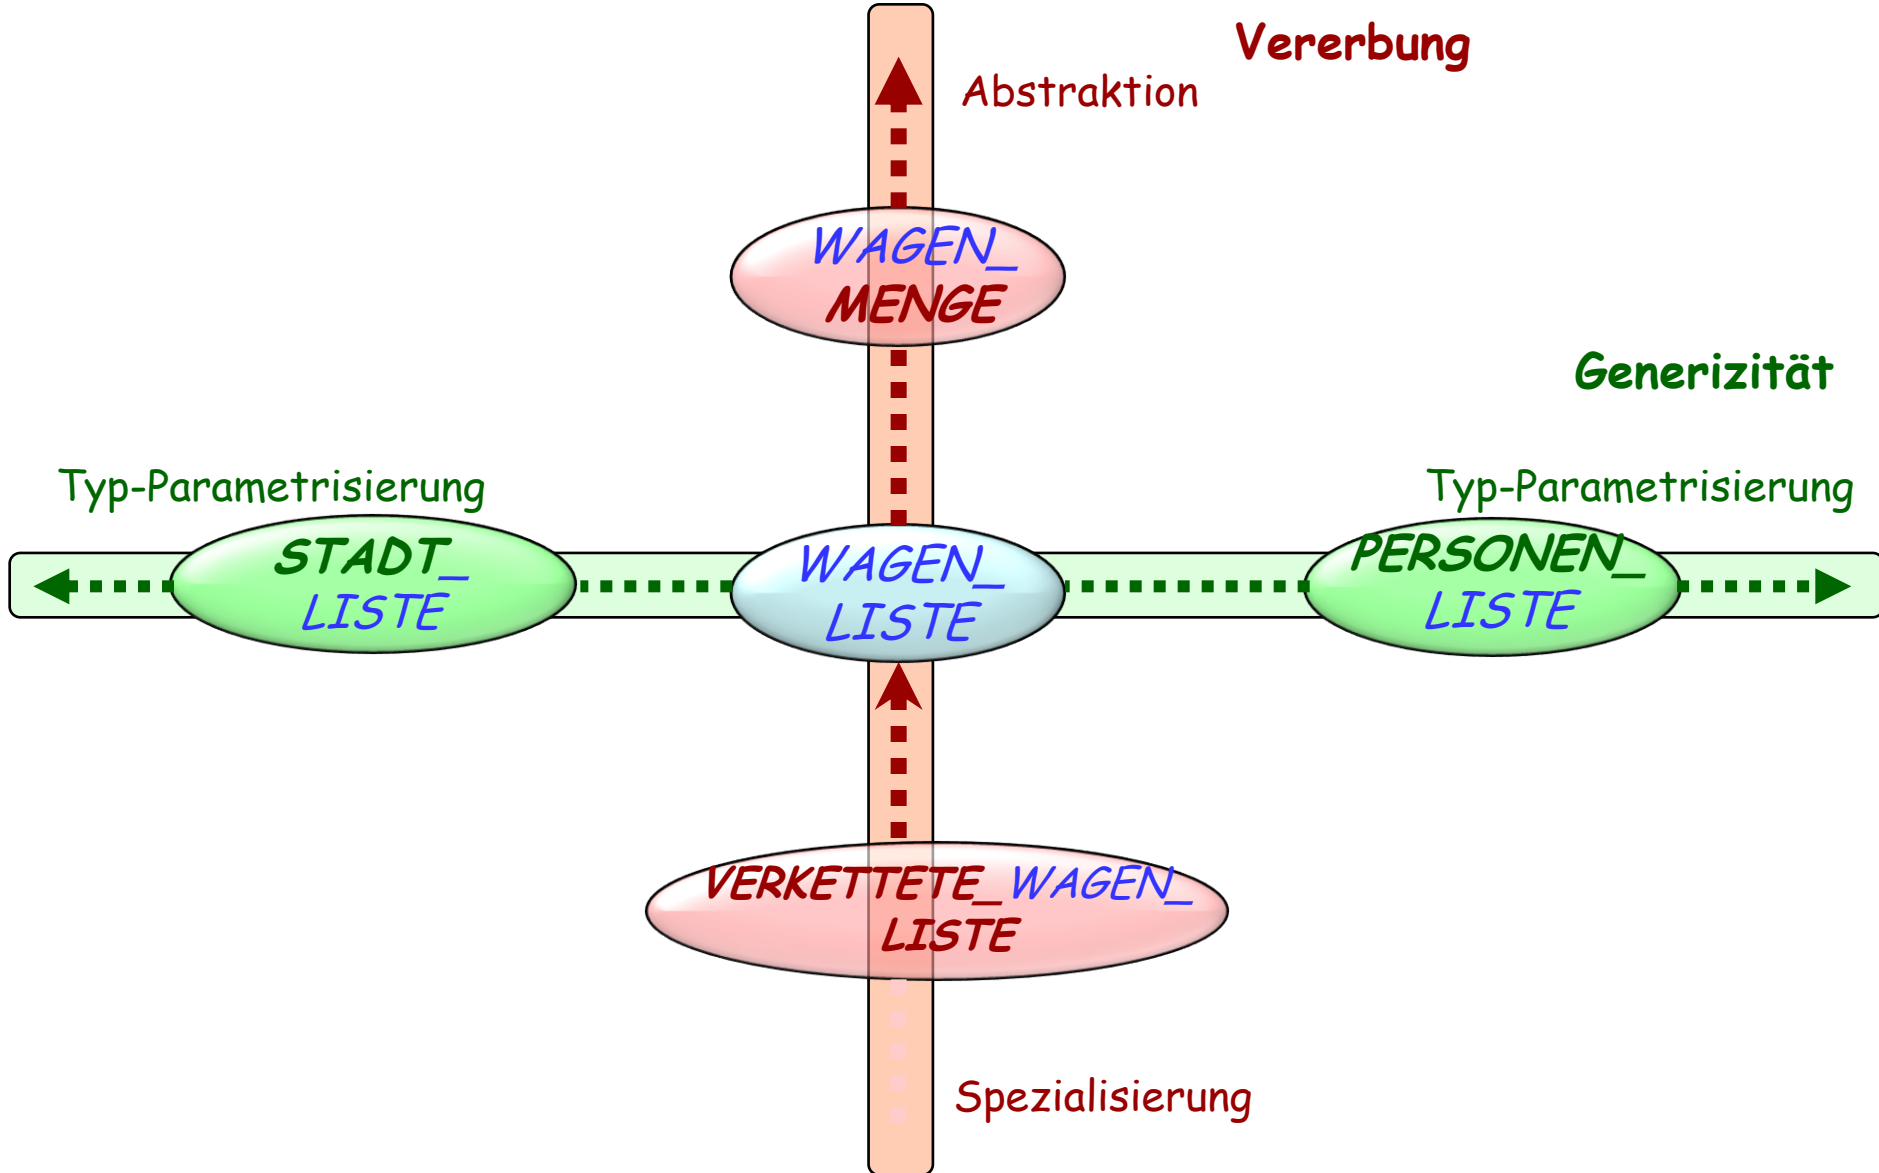 Vererbung
Abstraktion
WAGEN_
MENGE
Generizität
Typ-Parametrisierung
Typ-Parametrisierung
STADT_
LISTE
WAGEN_
LISTE
PERSONEN_
LISTE
VERKETTETE_WAGEN_
LISTE
Spezialisierung